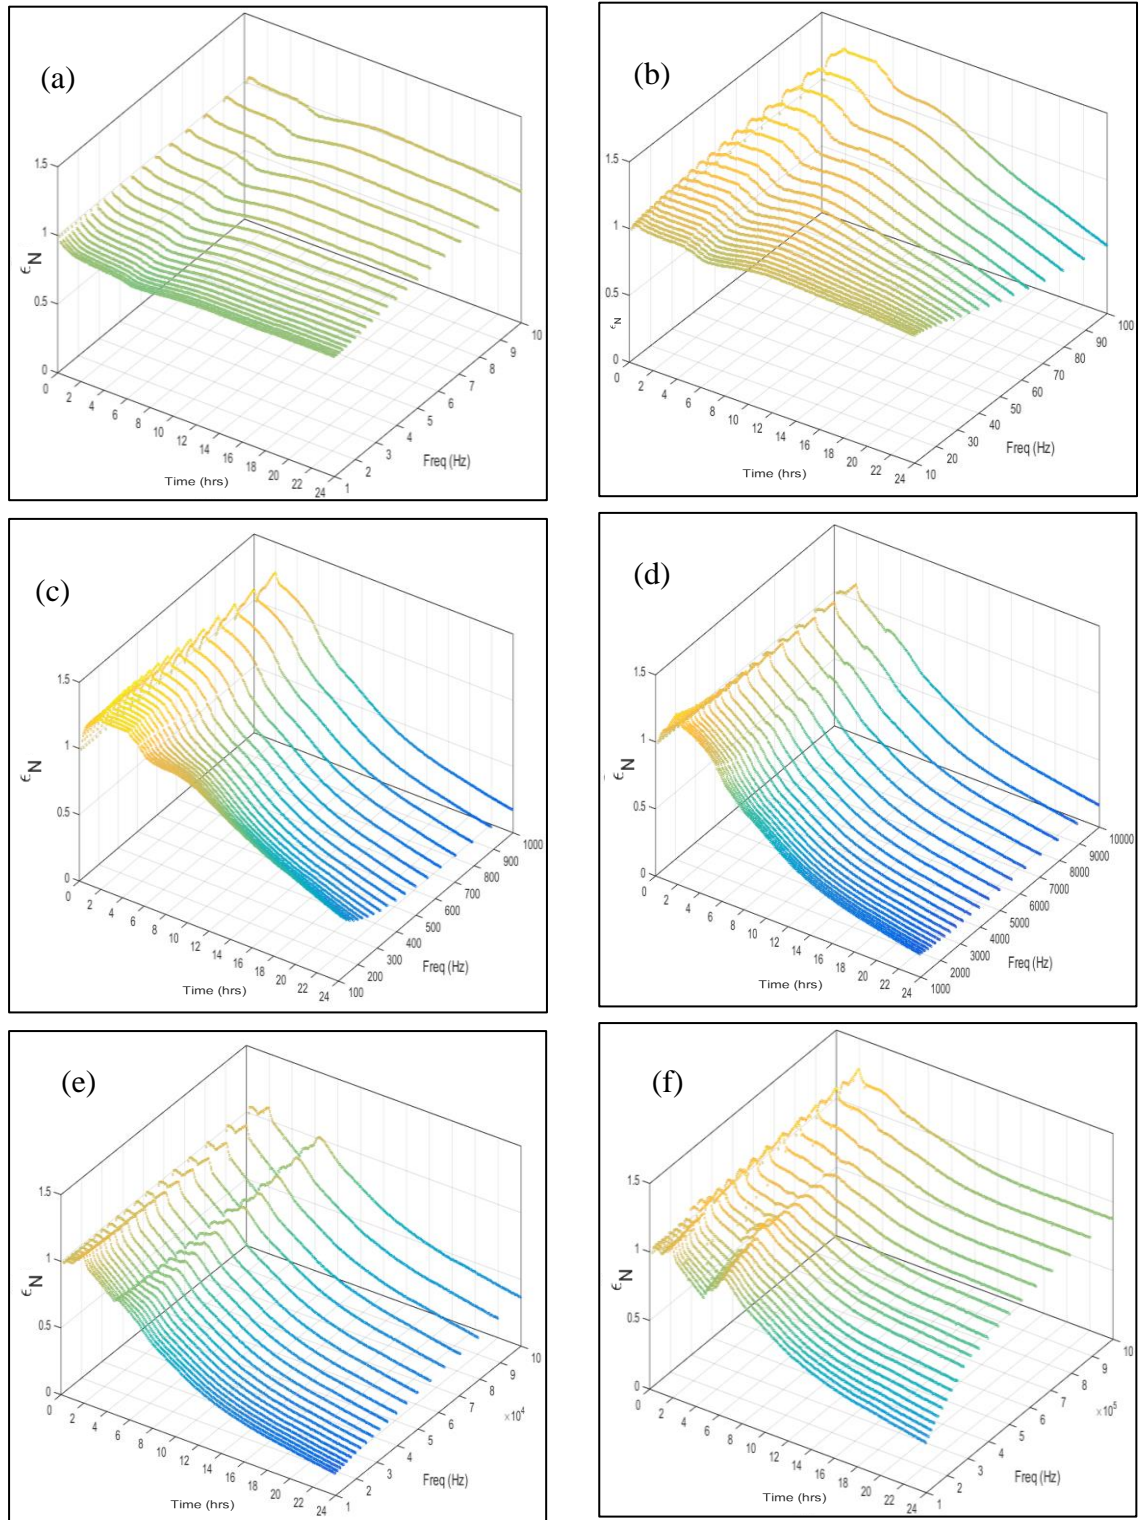 (a)
1.5
1
0.5
0
ϵN
0 2 4 6 8 10 12 14 16 18 20 22 24
Time (hrs)
1 2 3 4 5 6 7 8 9 10
Freq (Hz)
(b)
1.5
1
0.5
0
ϵN
0 2 4 6 8 10 12 14 16 18 20 22 24
Time (hrs)
10 20 30 40 50 60 70 80 90 100
Freq (Hz)
(c)
1.5
1
0.5
0
ϵN
0 2 4 6 8 10 12 14 16 18 20 22 24
Time (hrs)
100 200 300 400 500 600 700 800 900 1000
Freq (Hz)
(d)
1.5
1
0.5
0
ϵN
0 2 4 6 8 10 12 14 16 18 20 22 24
Time (hrs)
1000 2000 3000 4000 5000 6000 7000 8000 9000 10000
Freq (Hz)
(e)
1.5
1
0.5
0
ϵN
0 2 4 6 8 10 12 14 16 18 20 22 24
Time (hrs)
1 2 3 4 5 6 7 8 9 10
×10⁴
Freq (Hz)
(f)
1.5
1
0.5
0
ϵN
0 2 4 6 8 10 12 14 16 18 20 22 24
Time (hrs)
1 2 3 4 5 6 7 8 9 10
×10⁵
Freq (Hz)